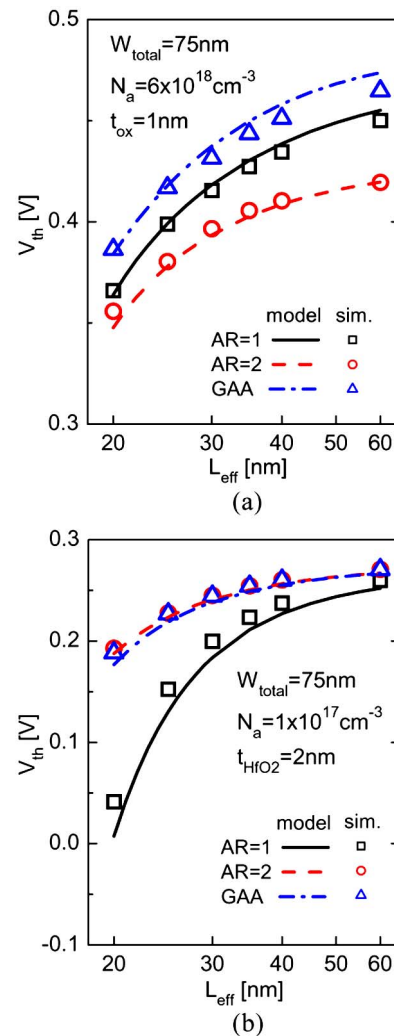 (a)
W_total=75nm
N_a=6x10^18cm^-3
t_ox=1nm
V_th [V]
0.5
0.4
0.3
model sim.
AR=1
AR=2
GAA
20 30 40 50 60
L_eff [nm]
(a)
0.3
0.2
0.1
0.0
-0.1
V_th [V]
W_total=75nm
N_a=1x10^17cm^-3
t_HfO2=2nm
model sim.
AR=1
AR=2
GAA
20 30 40 50 60
L_eff [nm]
(b)